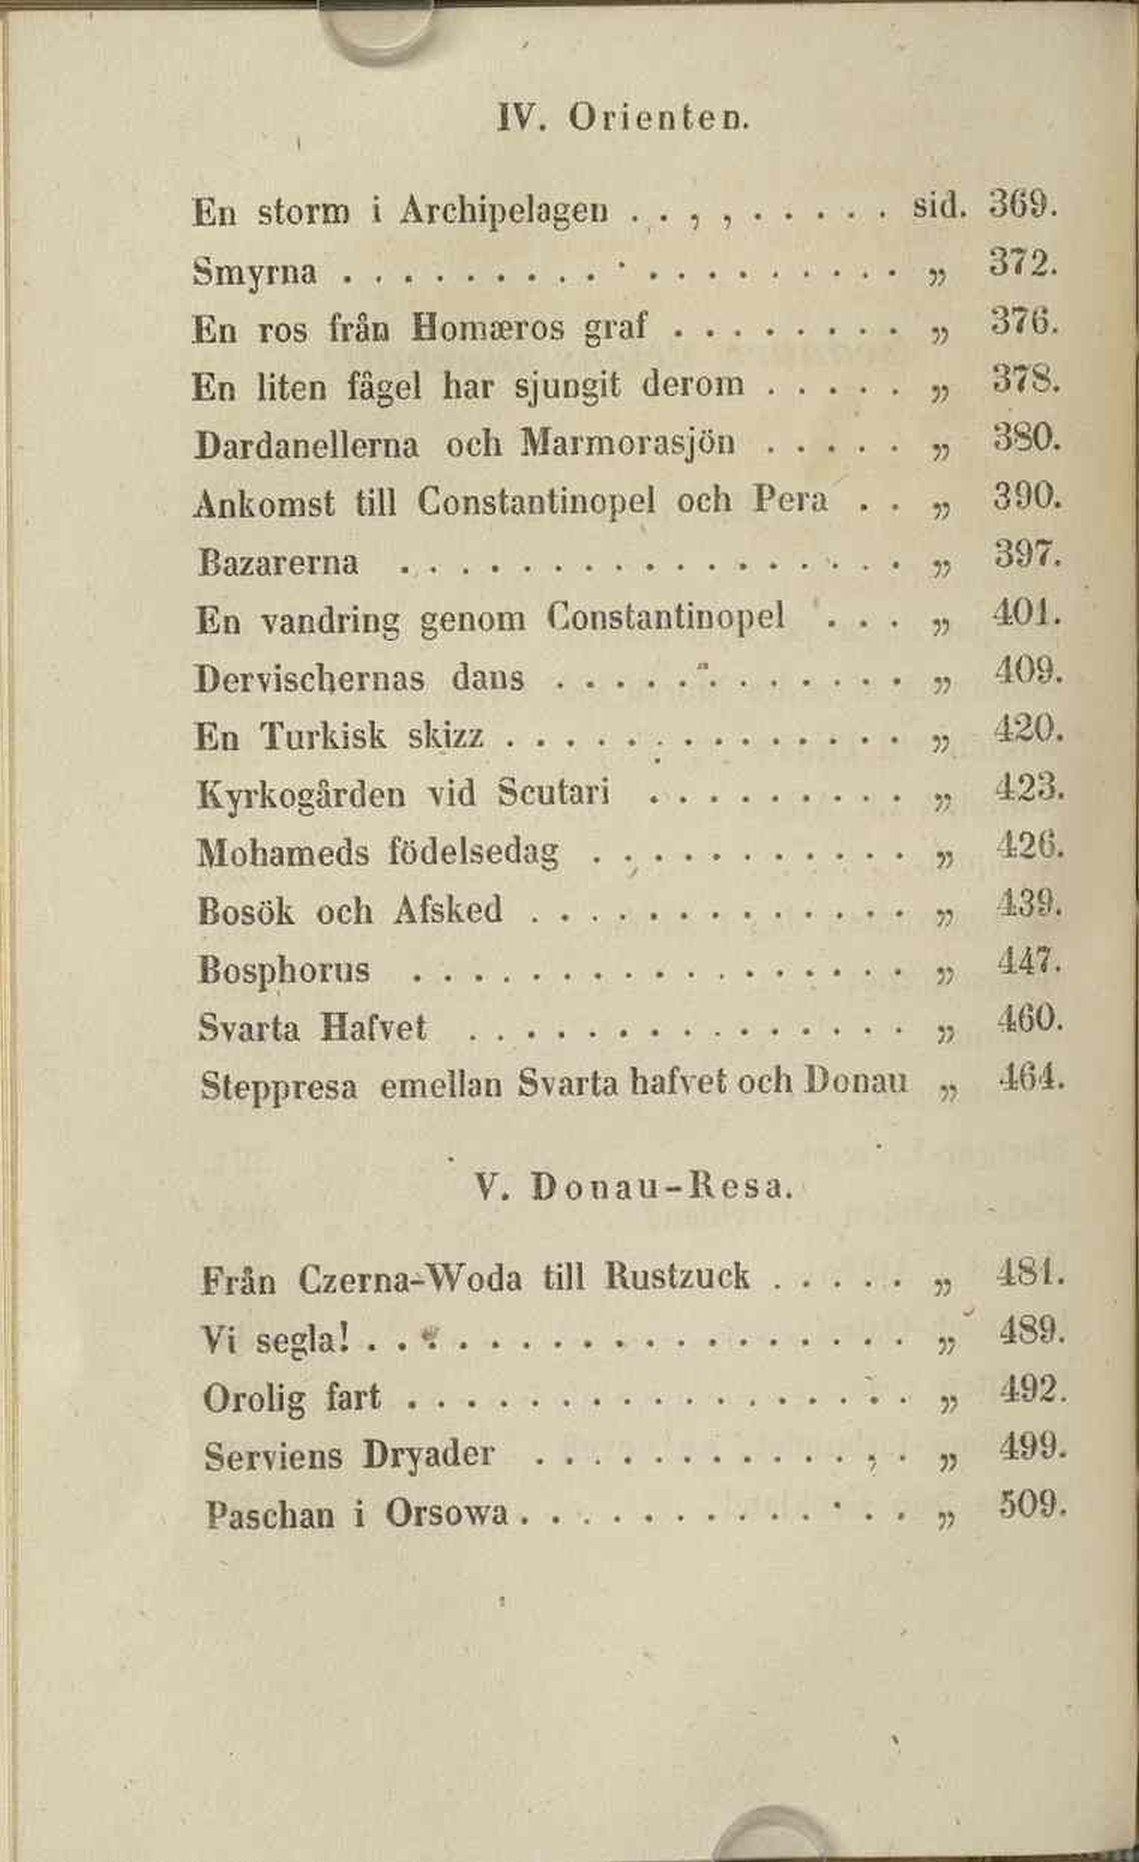 IV. Orienten.
En storm i Archipelagen . . , , . . . . . sid. 369.
Smyrna . . . . . . . . . . . . . . . . . . . „ 372.
En ros från Homæros graf . . . . . . . . „ 376.
En liten fågel har sjungit derom . . . . . „ 378.
Dardanellerna och Marmorasjön . . . . . „ 380.
Ankomst till Constantinopel och Pera . . „ 390.
Bazarerna . . . . . . . . . . . . . . . . . „ 397.
En vandring genom Constantinopel . . . „ 401.
Dervischernas dans . . . . . . . . . . . . „ 409.
En Turkisk skizz . . . . . . . . . . . . . . „ 420.
Kyrkogården vid Scutari . . . . . . . . . „ 423.
Mohameds födelsedag . . . . . . . . . . . „ 426.
Bosök och Afsked . . . . . . . . . . . . . „ 439.
Bosphorus . . . . . . . . . . . . . . . . . „ 447.
Svarta Hafvet . . . . . . . . . . . . . . . „ 460.
Steppresa emellan Svarta hafvet och Donau „ 464.
V. Donau-Resa.
Från Czerna-Woda till Rustzuck . . . . . „ 481.
Vi segla! . . . . . . . . . . . . . . . . . . „ 489.
Orolig fart . . . . . . . . . . . . . . . . . „ 492.
Serviens Dryader . . . . . . . . . . . , . „ 499.
Paschan i Orsowa . . . . . . . . . . . . . „ 509.